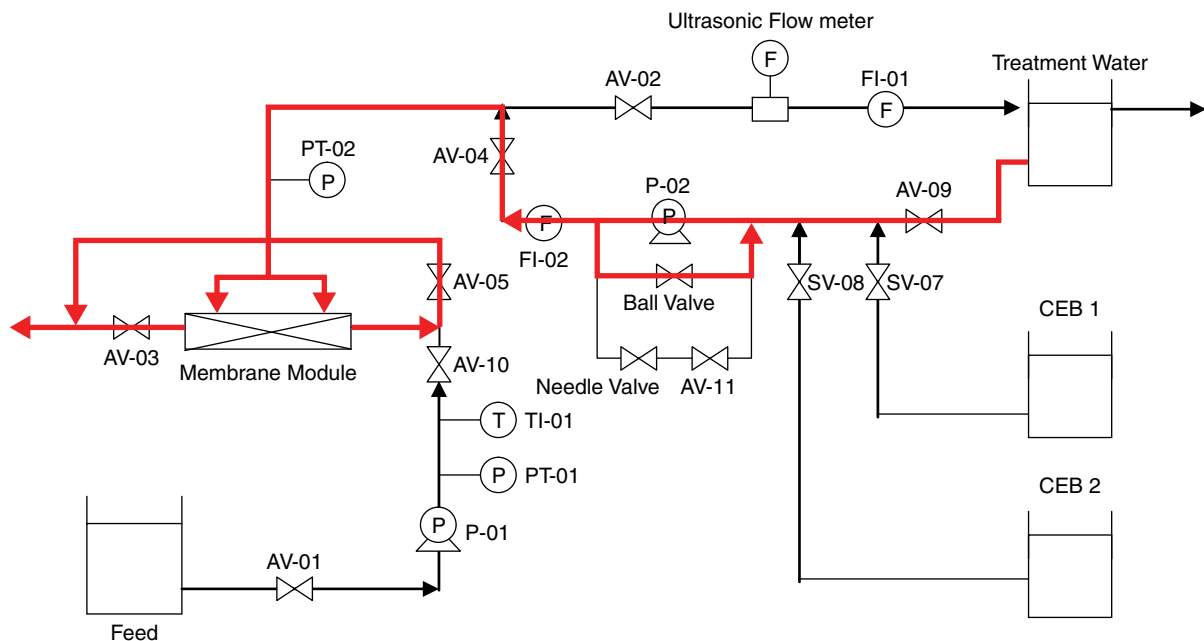 Ultrasonic Flow meter
F
AV-02
FI-01
F
Treatment Water
PT-02
P
AV-04
P-02
P
AV-09
F
FI-02
AV-05
Ball Valve
SV-08
SV-07
CEB 1
AV-03
Membrane Module
AV-10
Needle Valve
AV-11
T
TI-01
P
PT-01
CEB 2
P
P-01
AV-01
Feed